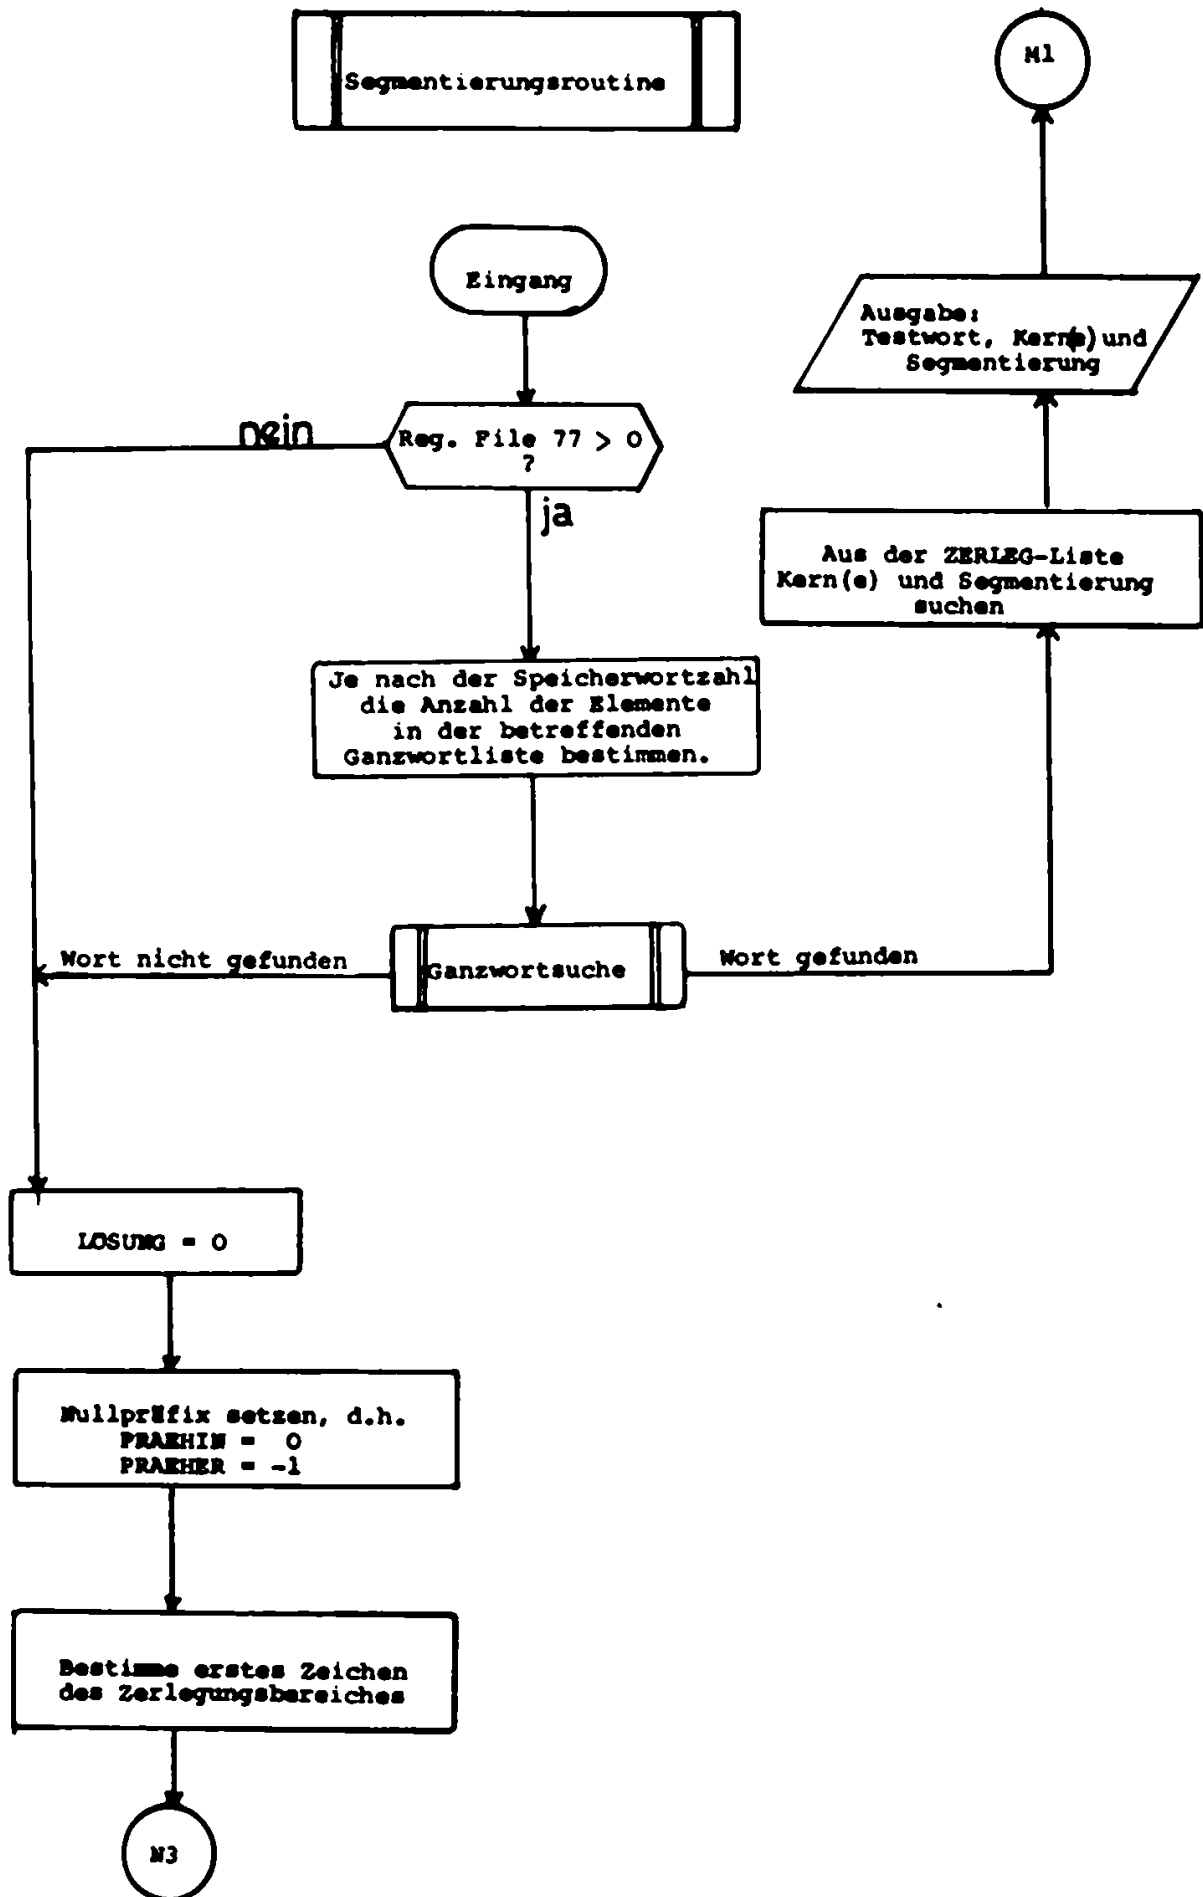 Segmentierungsroutine
M1
Eingang
Ausgabe:
Testwort, Kern(e) und
Segmentierung
nein
Reg. File 77 > 0
?
ja
Aus der ZERLEG-Liste
Kern(e) und Segmentierung
suchen
Je nach der Speicherwortzahl
die Anzahl der Elemente
in der betreffenden
Ganzwortliste bestimmen.
Wort nicht gefunden
Ganzwortsuche
Wort gefunden
LÖSUNG = 0
Nullpräfix setzen, d.h.
PRAEHIN = 0
PRAEHER = -1
Bestimme erstes Zeichen
des Zerlegungsbereiches
N3